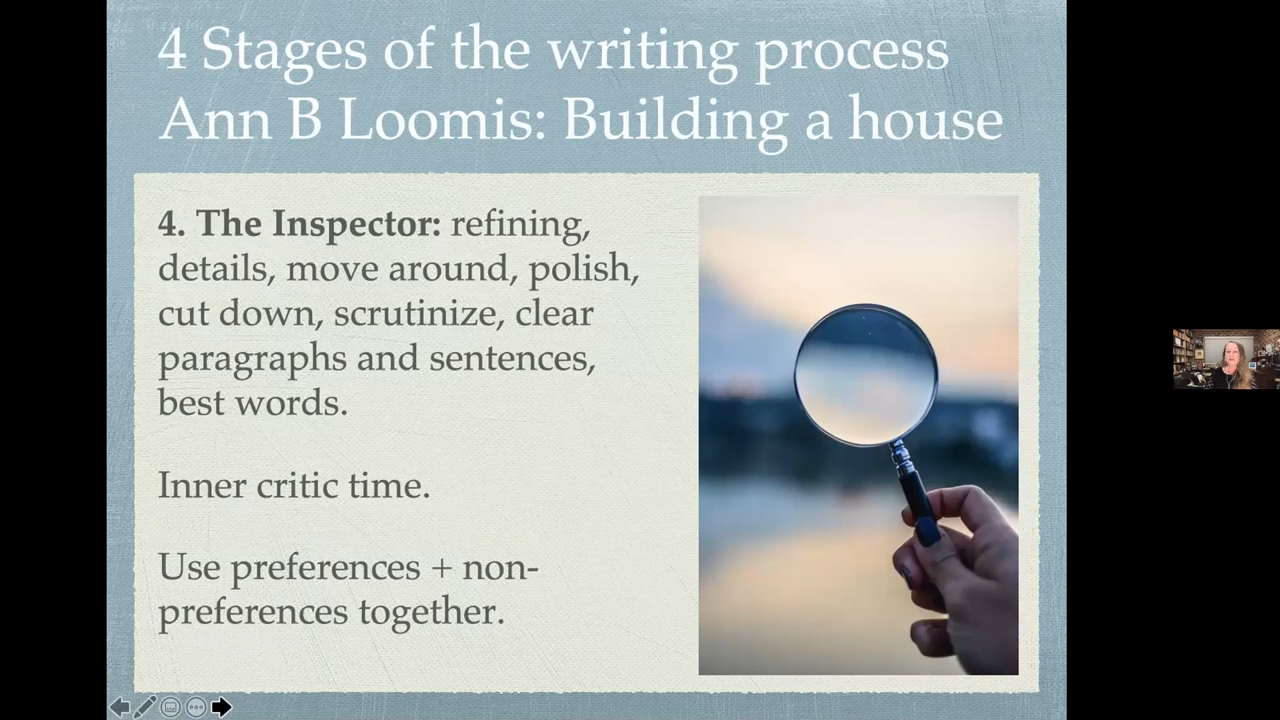 4 Stages of the writing process
Ann B Loomis: Building a house
4. The Inspector: refining,
details, move around, polish,
cut down, scrutinize, clear
paragraphs and sentences,
best words.
Inner critic time.
Use preferences + non-
preferences together.